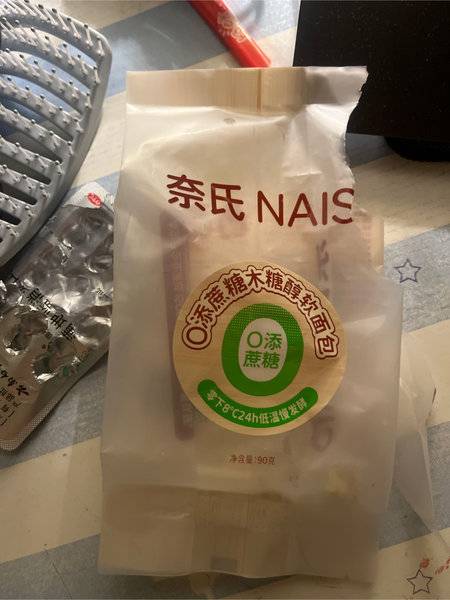 奈氏 NAIS
0添蔗糖木糖醇软面包
0添
蔗糖
零下8℃24h低温慢发酵
净含量:90克